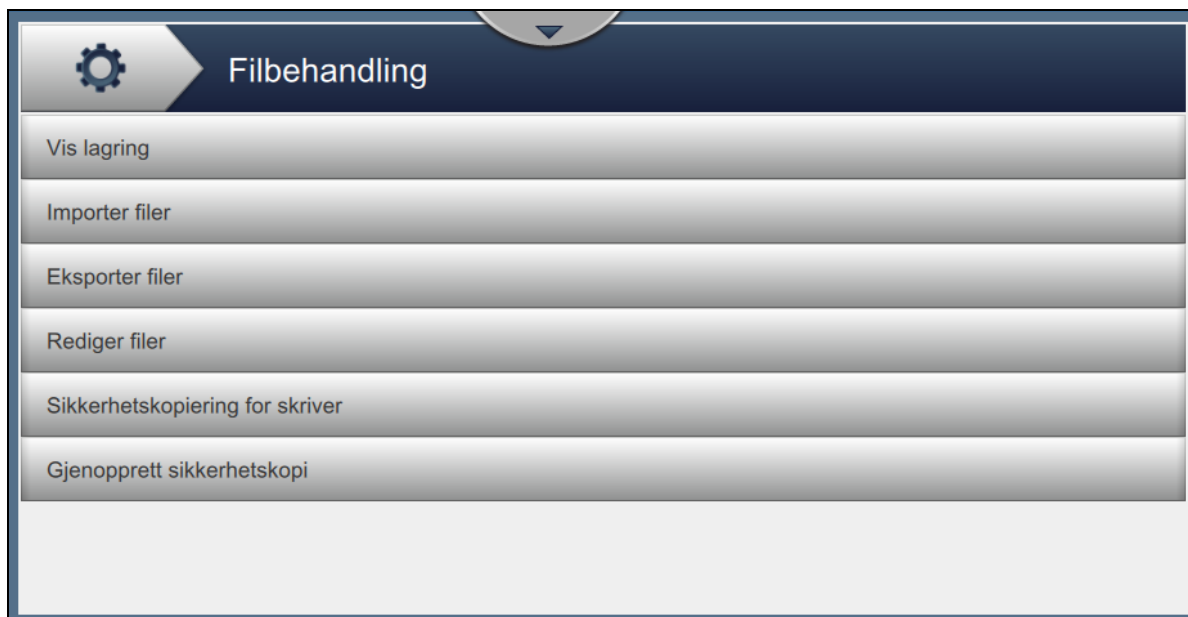 Filbehandling
Vis lagring
Importer filer
Eksporter filer
Rediger filer
Sikkerhetskopiering for skriver
Gjenopprett sikkerhetskopi